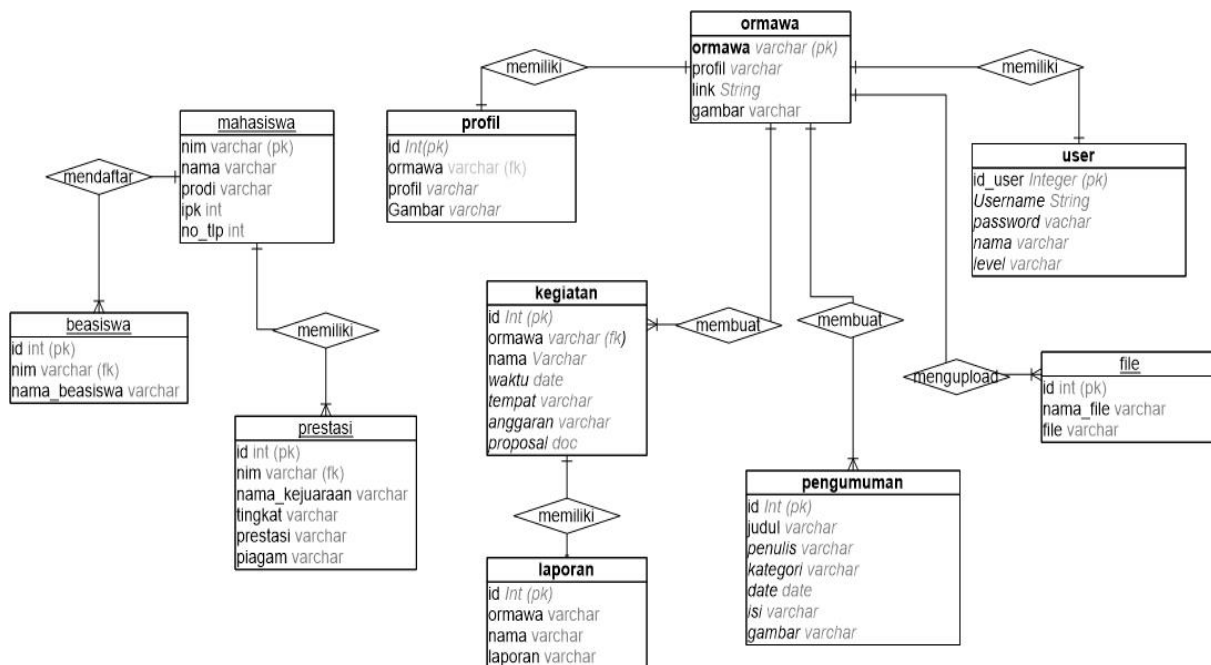 ormawa
ormawa varchar (pk)
profil varchar
link String
gambar varchar
memiliki
memiliki
profil
id Int(pk)
ormawa varchar (fk)
profil varchar
Gambar varchar
mahasiswa
nim varchar (pk)
nama varchar
prodi varchar
ipk int
no_tlp int
mendaftar
user
id_user Integer (pk)
Username String
password vachar
nama varchar
level varchar
beasiswa
id int (pk)
nim varchar (fk)
nama_beasiswa varchar
memiliki
kegiatan
id Int (pk)
ormawa varchar (fk)
nama Varchar
waktu date
tempat varchar
anggaran varchar
proposal doc
membuat
membuat
mengupload
file
id int (pk)
nama_file varchar
file varchar
prestasi
id int (pk)
nim varchar (fk)
nama_kejuaraan varchar
tingkat varchar
prestasi varchar
piagam varchar
memiliki
pengumuman
id Int (pk)
judul varchar
penulis varchar
kategori varchar
date date
isi varchar
gambar varchar
laporan
id Int (pk)
ormawa varchar
nama varchar
laporan varchar